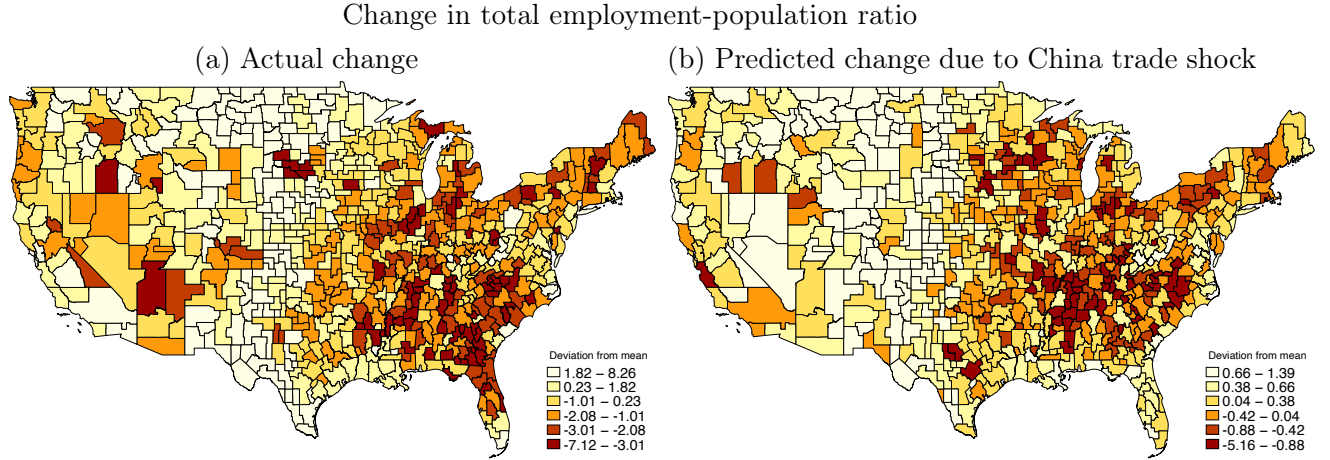 Change in total employment-population ratio
(a) Actual change
(b) Predicted change due to China trade shock
Deviation from mean
1.82 – 8.26
0.23 – 1.82
-1.01 – 0.23
-2.08 – -1.01
-3.01 – -2.08
-7.12 – -3.01
Deviation from mean
0.66 – 1.39
0.38 – 0.66
0.04 – 0.38
-0.42 – 0.04
-0.88 – -0.42
-5.16 – -0.88